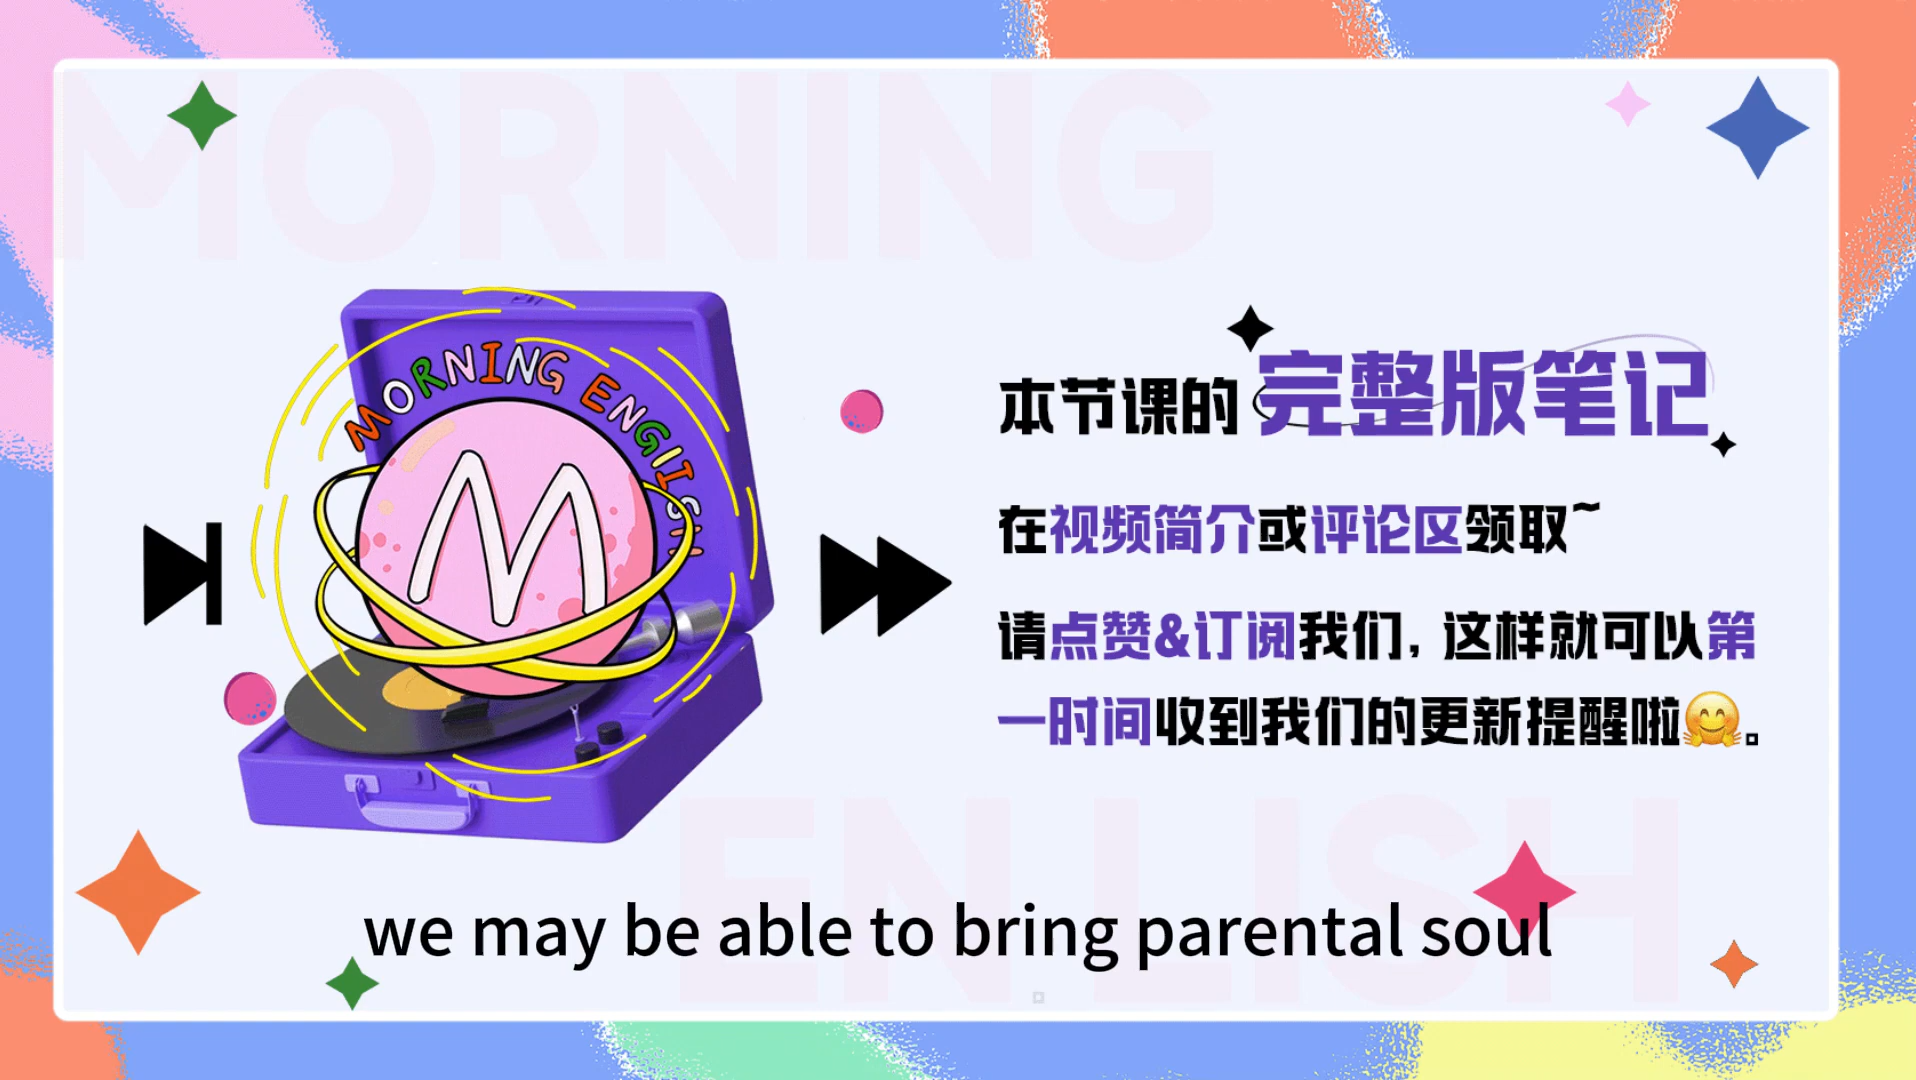 MORNING
MORNING ENGlISH
M
本节课的 完整版笔记
在视频简介或评论区领取~
请点赞&订阅我们，这样就可以第
一时间收到我们的更新提醒啦🤗。
EN LISH
we may be able to bring parental soul